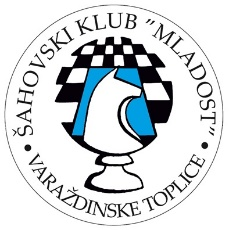 ŠAHOVSKI KLUB "MLADOST"
• VARAŽDINSKE TOPLICE •